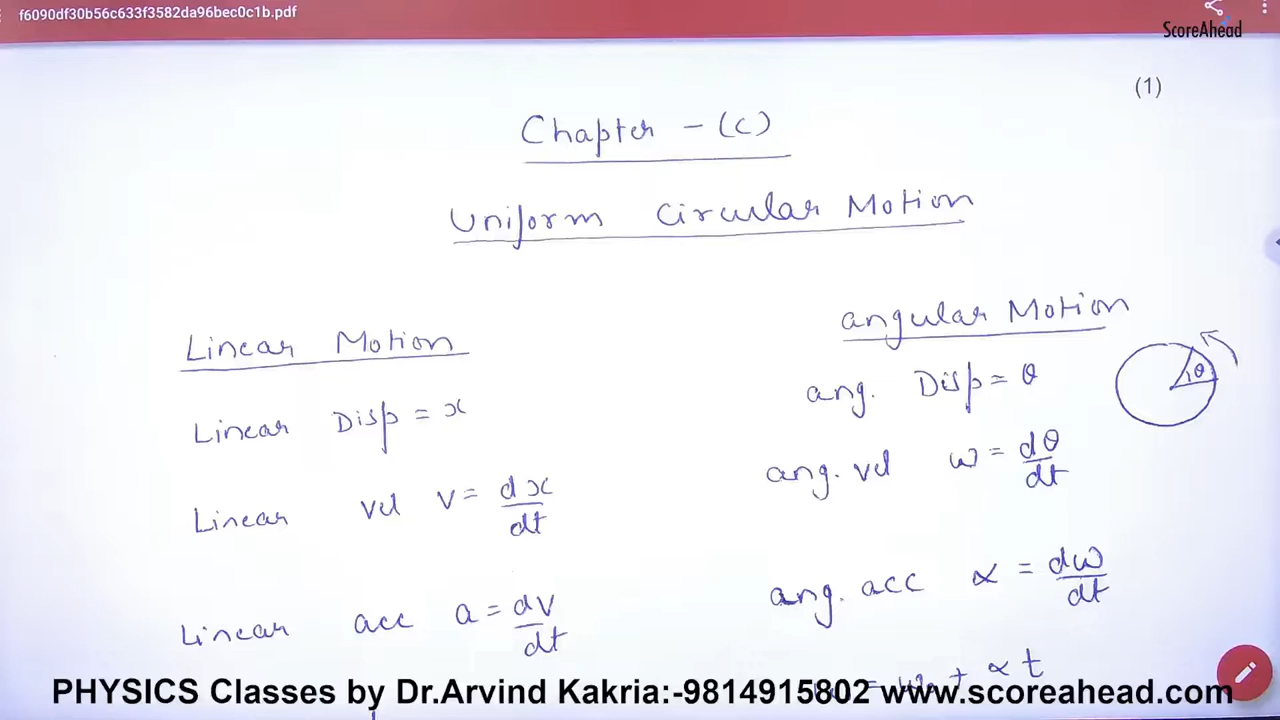 f6090df30b56c633f3582da96bec0c1b.pdf
ScoreAhead
(1)
Chapter - (C)
Uniform Circular Motion
Linear Motion
angular Motion
Linear Disp = x
ang. Disp = θ
θ
Linear vel v = dx/dt
ang. vel ω = dθ/dt
Linear acc a = dv/dt
ang. acc α = dω/dt
= + α t
PHYSICS Classes by Dr.Arvind Kakria:-9814915802 www.scoreahead.com